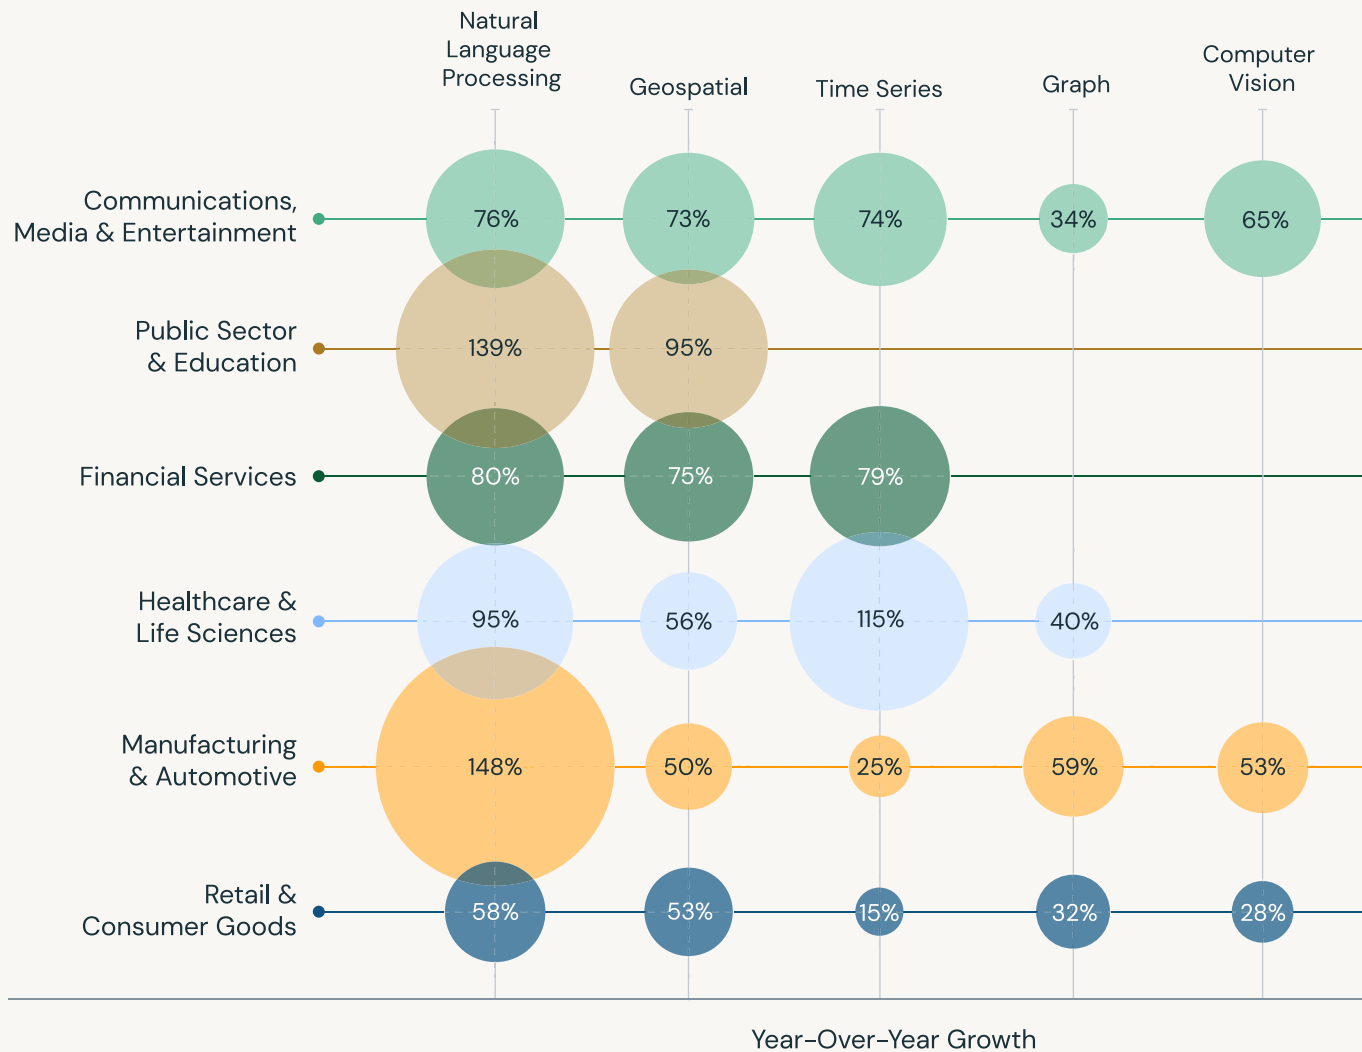 Natural
Language
Processing
Geospatial
Time Series
Graph
Computer
Vision
Communications,
Media & Entertainment
76%
73%
74%
34%
65%
Public Sector
& Education
139%
95%
Financial Services
80%
75%
79%
Healthcare &
Life Sciences
95%
56%
115%
40%
Manufacturing
& Automotive
148%
50%
25%
59%
53%
Retail &
Consumer Goods
58%
53%
15%
32%
28%
Year-Over-Year Growth